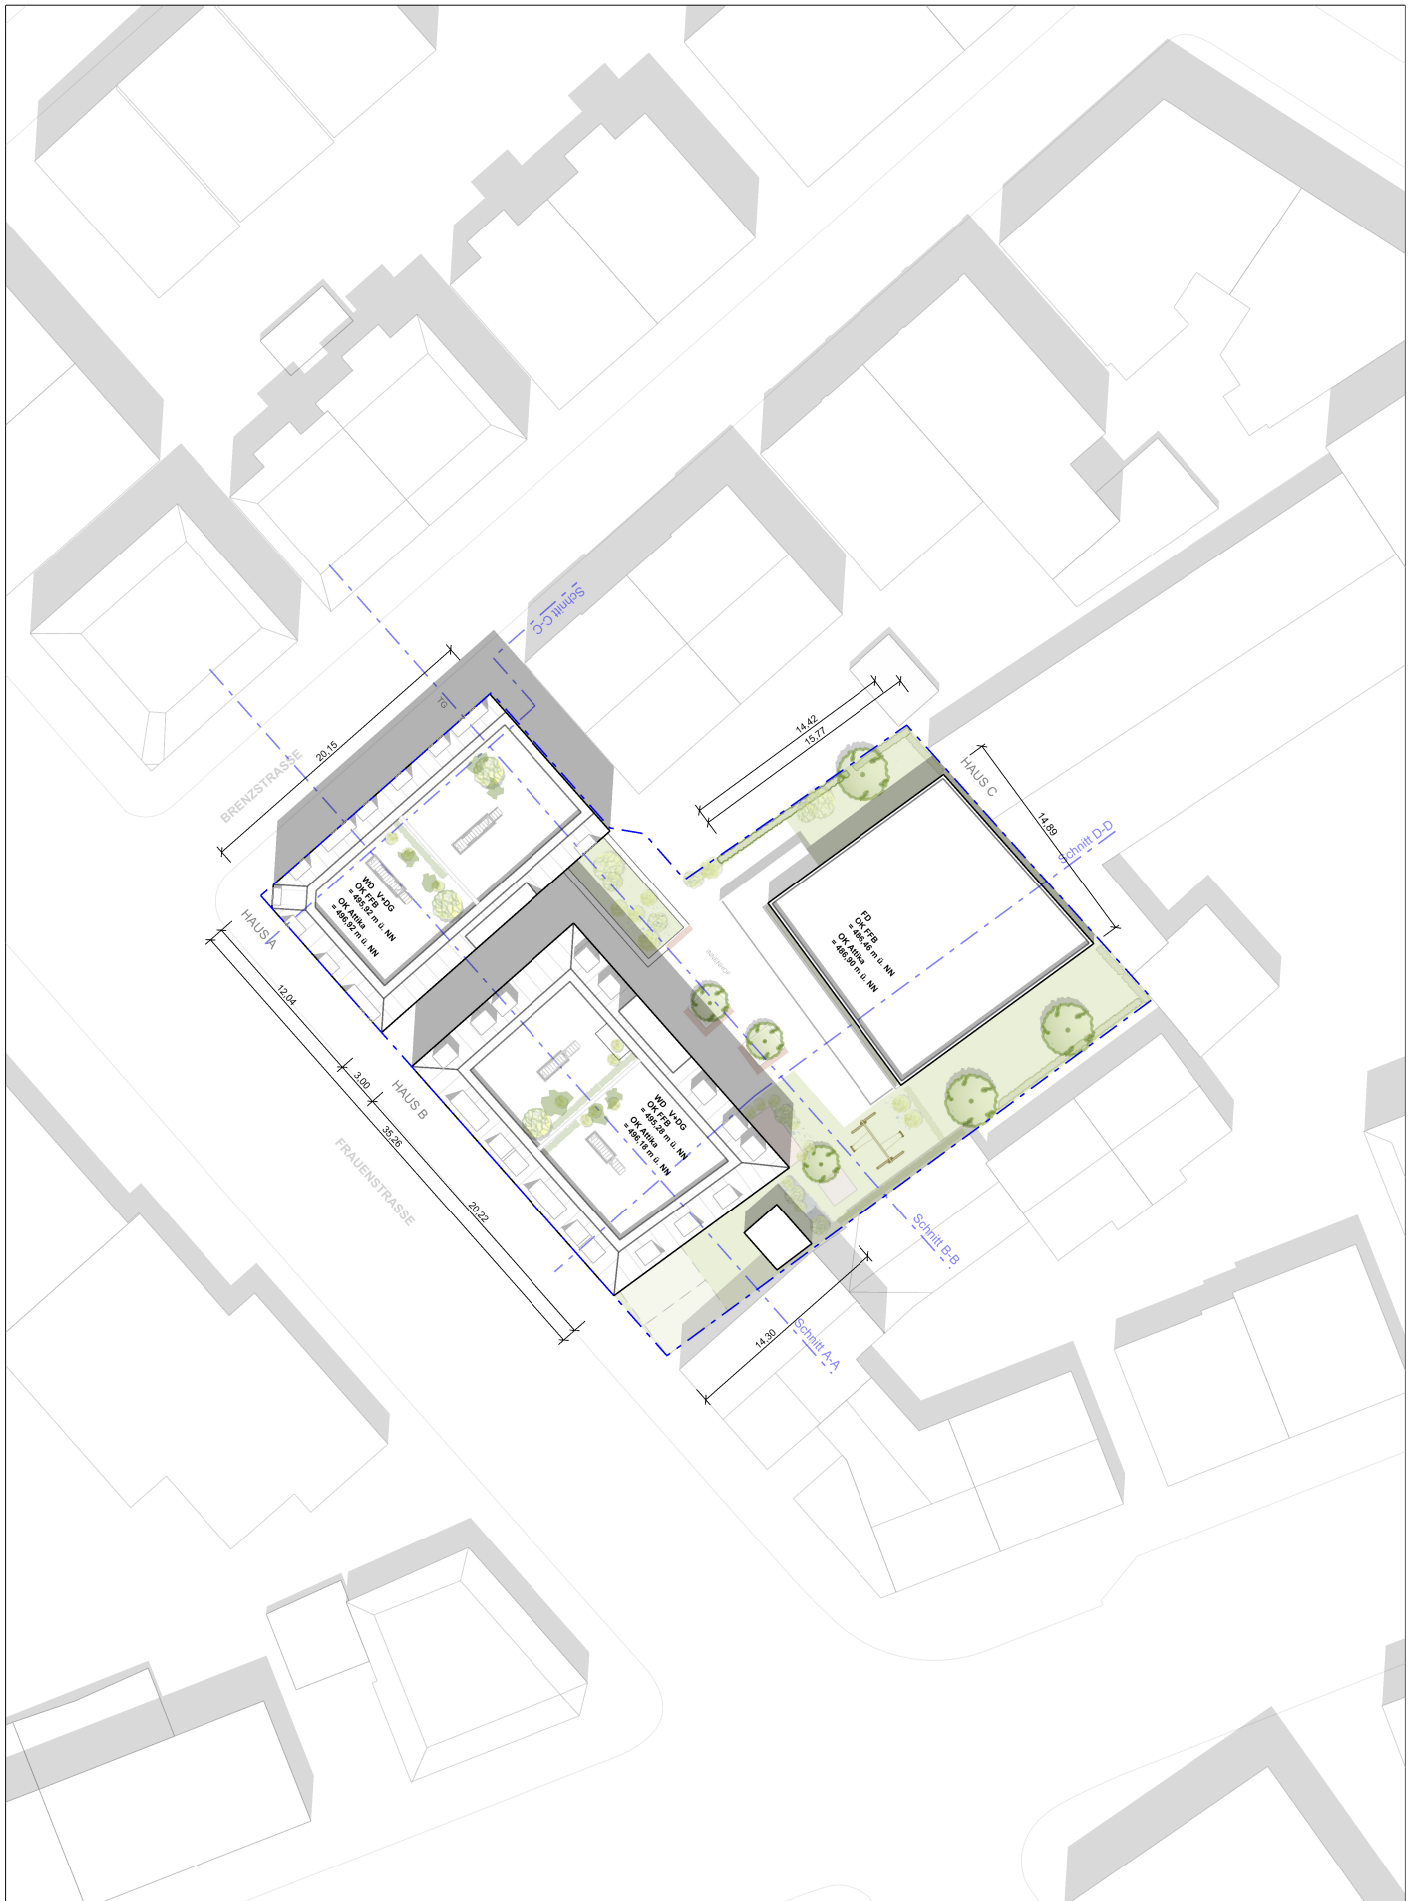 Schnitt C-C
TG
20,15
BRENZSTRASSE
14,42
15,77
HAUS C
14,89
Schnitt D-D
WD V+DG
OK FFB
= 495,92 m ü. NN
OK Attika
= 496,92 m ü. NN
HAUS A
FD
OK FFB
= 486,46 m ü. NN
OK Attika
= 486,90 m ü. NN
INNENHOF
12,04
3,00
HAUS B
35,26
FRAUENSTRASSE
WD V+DG
OK FFB
= 495,28 m ü. NN
OK Attika
= 496,18 m ü. NN
20,22
Schnitt B-B
14,30
Schnitt A-A